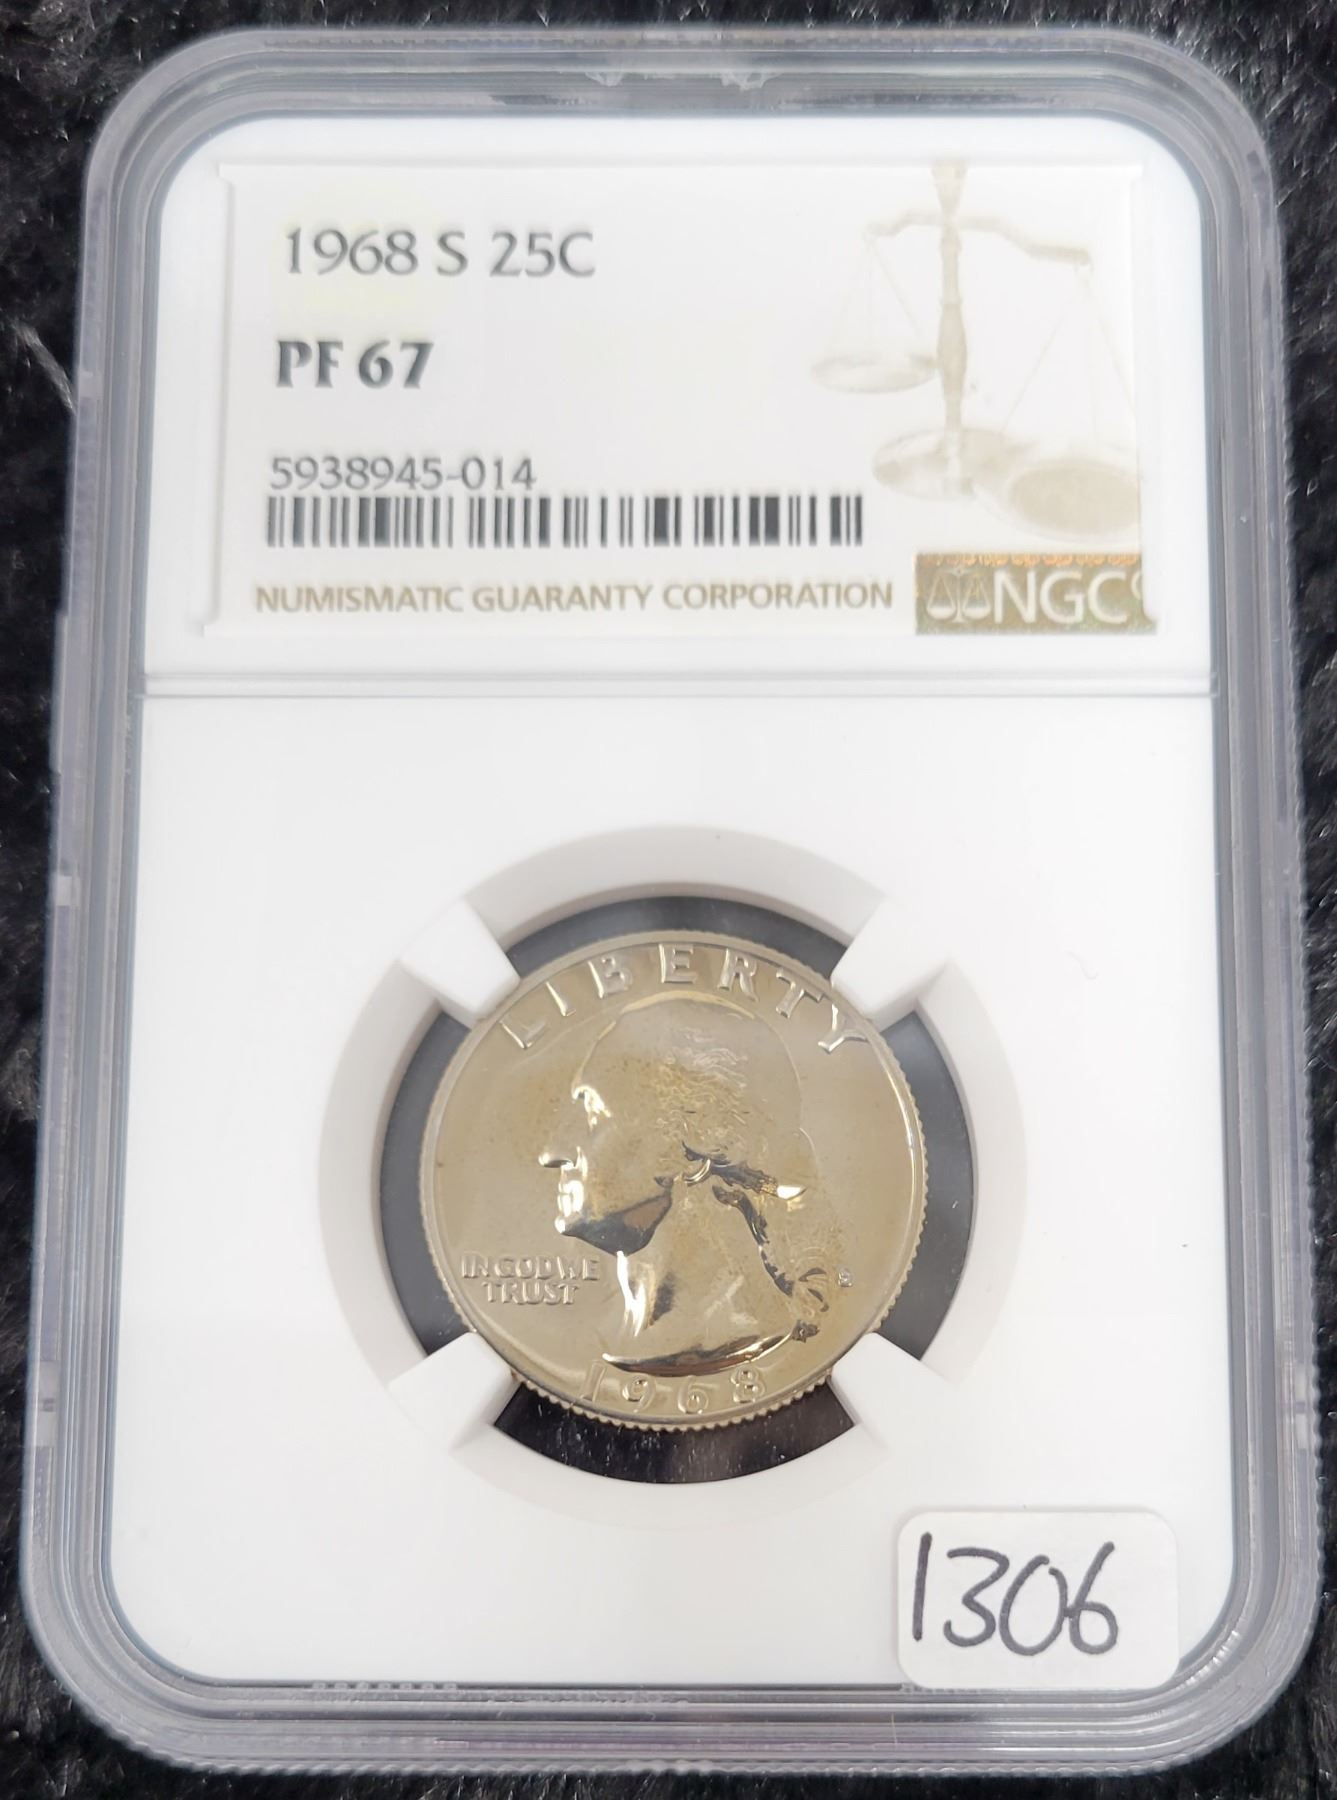 1968 S 25C
PF 67
5938945-014
NUMISMATIC GUARANTY CORPORATION
NGC
LIBERTY
IN GOD WE
TRUST
S
1968
1306